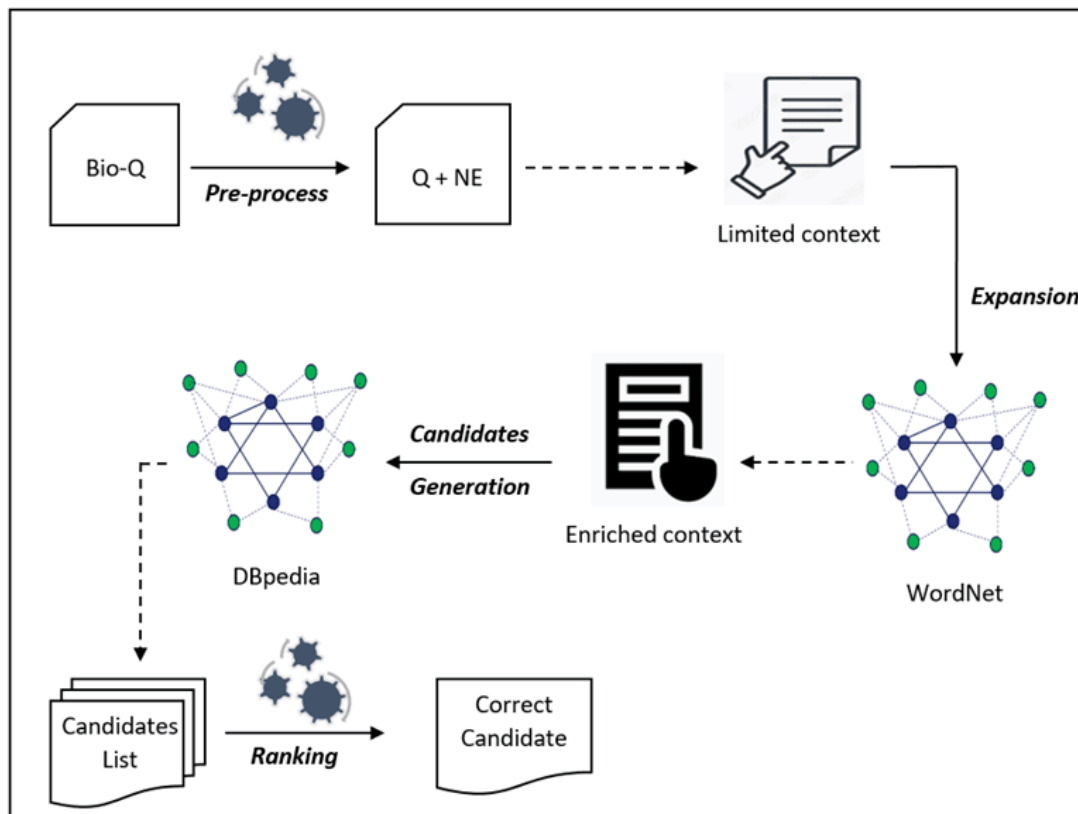 Bio-Q
Pre-process
Q + NE
Limited context
Expansion
WordNet
Enriched context
Candidates
Generation
DBpedia
Candidates
List
Ranking
Correct
Candidate